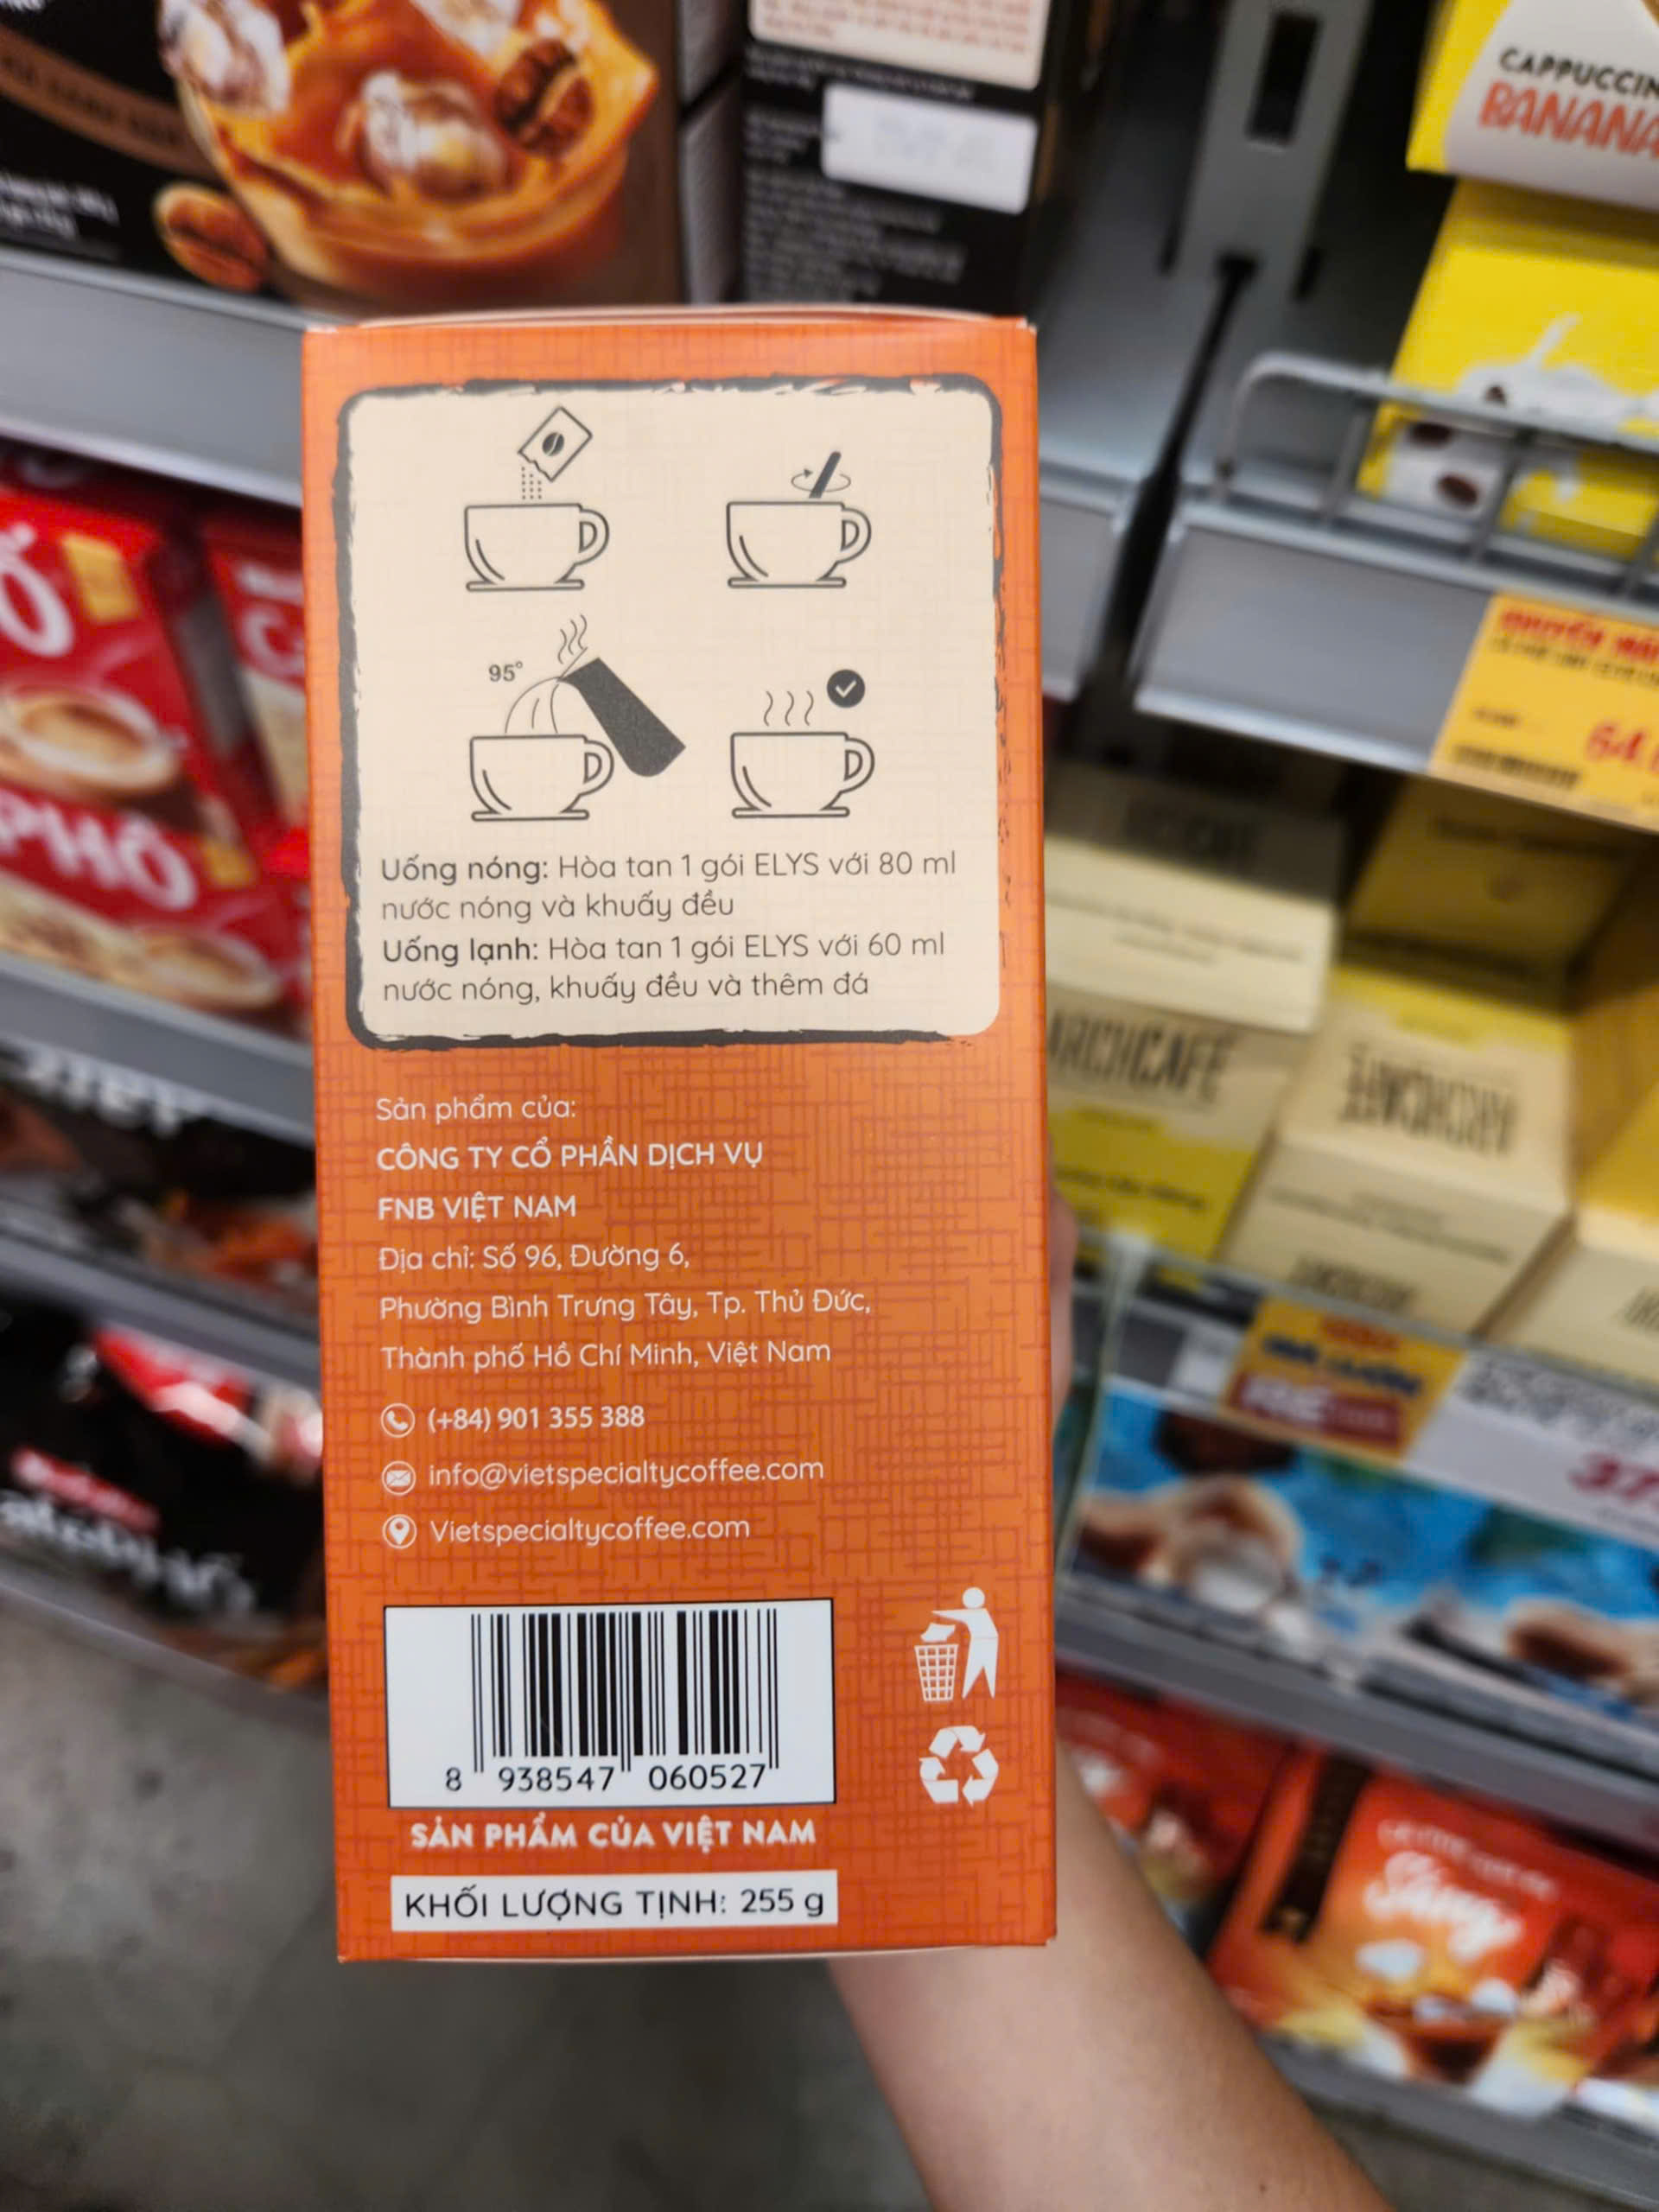 CAPPUCCIN
BANANA
95°
Uống nóng: Hòa tan 1 gói ELYS với 80 ml
nước nóng và khuấy đều
Uống lạnh: Hòa tan 1 gói ELYS với 60 ml
nước nóng, khuấy đều và thêm đá
Sản phẩm của:
CÔNG TY CỔ PHẦN DỊCH VỤ
FNB VIỆT NAM
Địa chỉ: Số 96, Đường 6,
Phường Bình Trưng Tây, Tp. Thủ Đức,
Thành phố Hồ Chí Minh, Việt Nam
(+84) 901 355 388
info@vietspecialtycoffee.com
Vietspecialtycoffee.com
8 938547 060527
SẢN PHẨM CỦA VIỆT NAM
KHỐI LƯỢNG TỊNH: 255 g
PHỐ
ARCHCAFÉ
ARCHCAFÉ